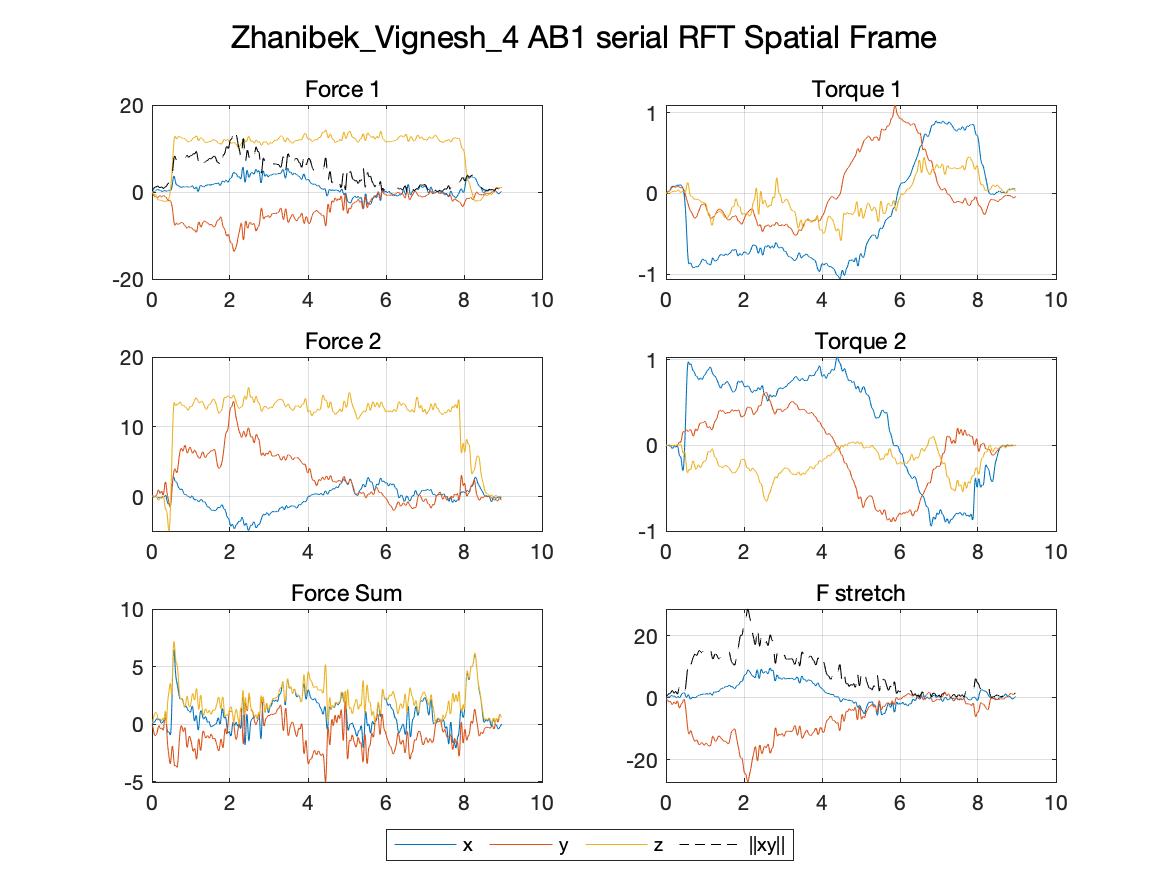 Zhanibek_Vignesh_4 AB1 serial RFT Spatial Frame
Force 1
20
0
-20
0 2 4 6 8 10
Torque 1
1
0
-1
0 2 4 6 8 10
Force 2
20
10
0
0 2 4 6 8 10
Torque 2
1
0
-1
0 2 4 6 8 10
Force Sum
10
5
0
-5
0 2 4 6 8 10
F stretch
20
0
-20
0 2 4 6 8 10
x y z ||xy||